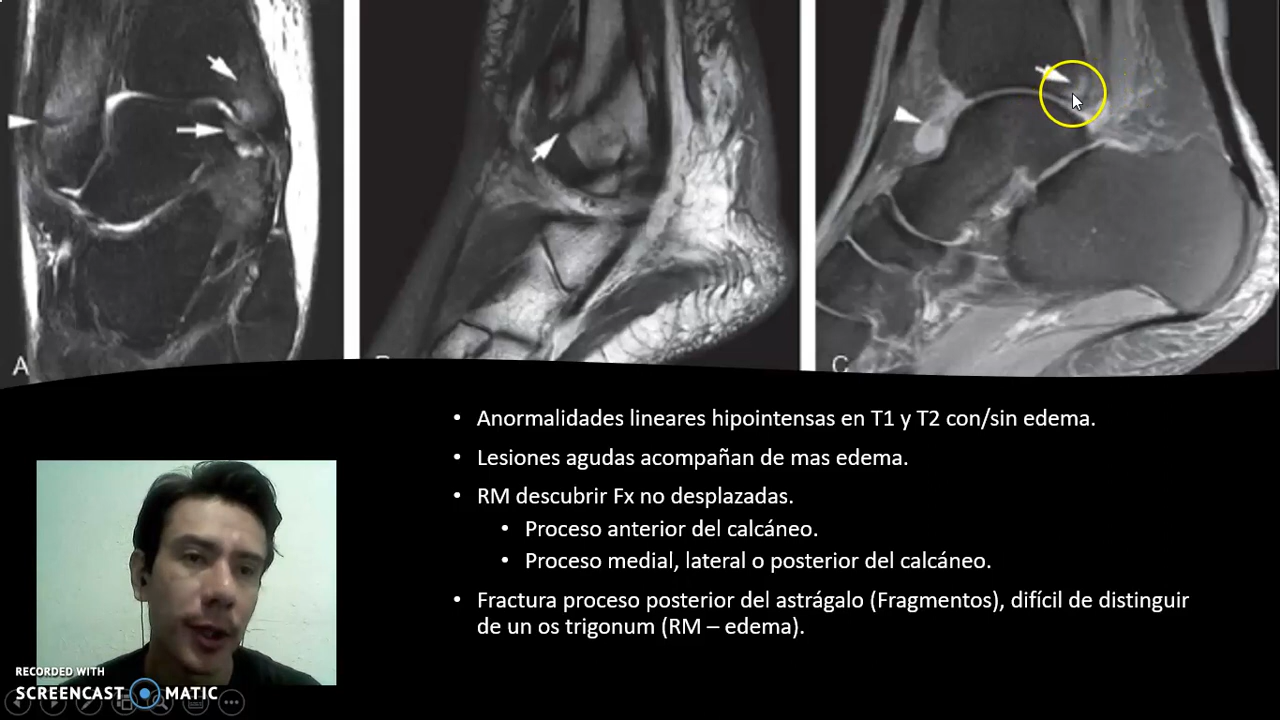 A
C
• Anormalidades lineares hipointensas en T1 y T2 con/sin edema.
• Lesiones agudas acompañan de mas edema.
• RM descubrir Fx no desplazadas.
• Proceso anterior del calcáneo.
• Proceso medial, lateral o posterior del calcáneo.
• Fractura proceso posterior del astrágalo (Fragmentos), difícil de distinguir
de un os trigonum (RM – edema).
RECORDED WITH
SCREENCAST MATIC